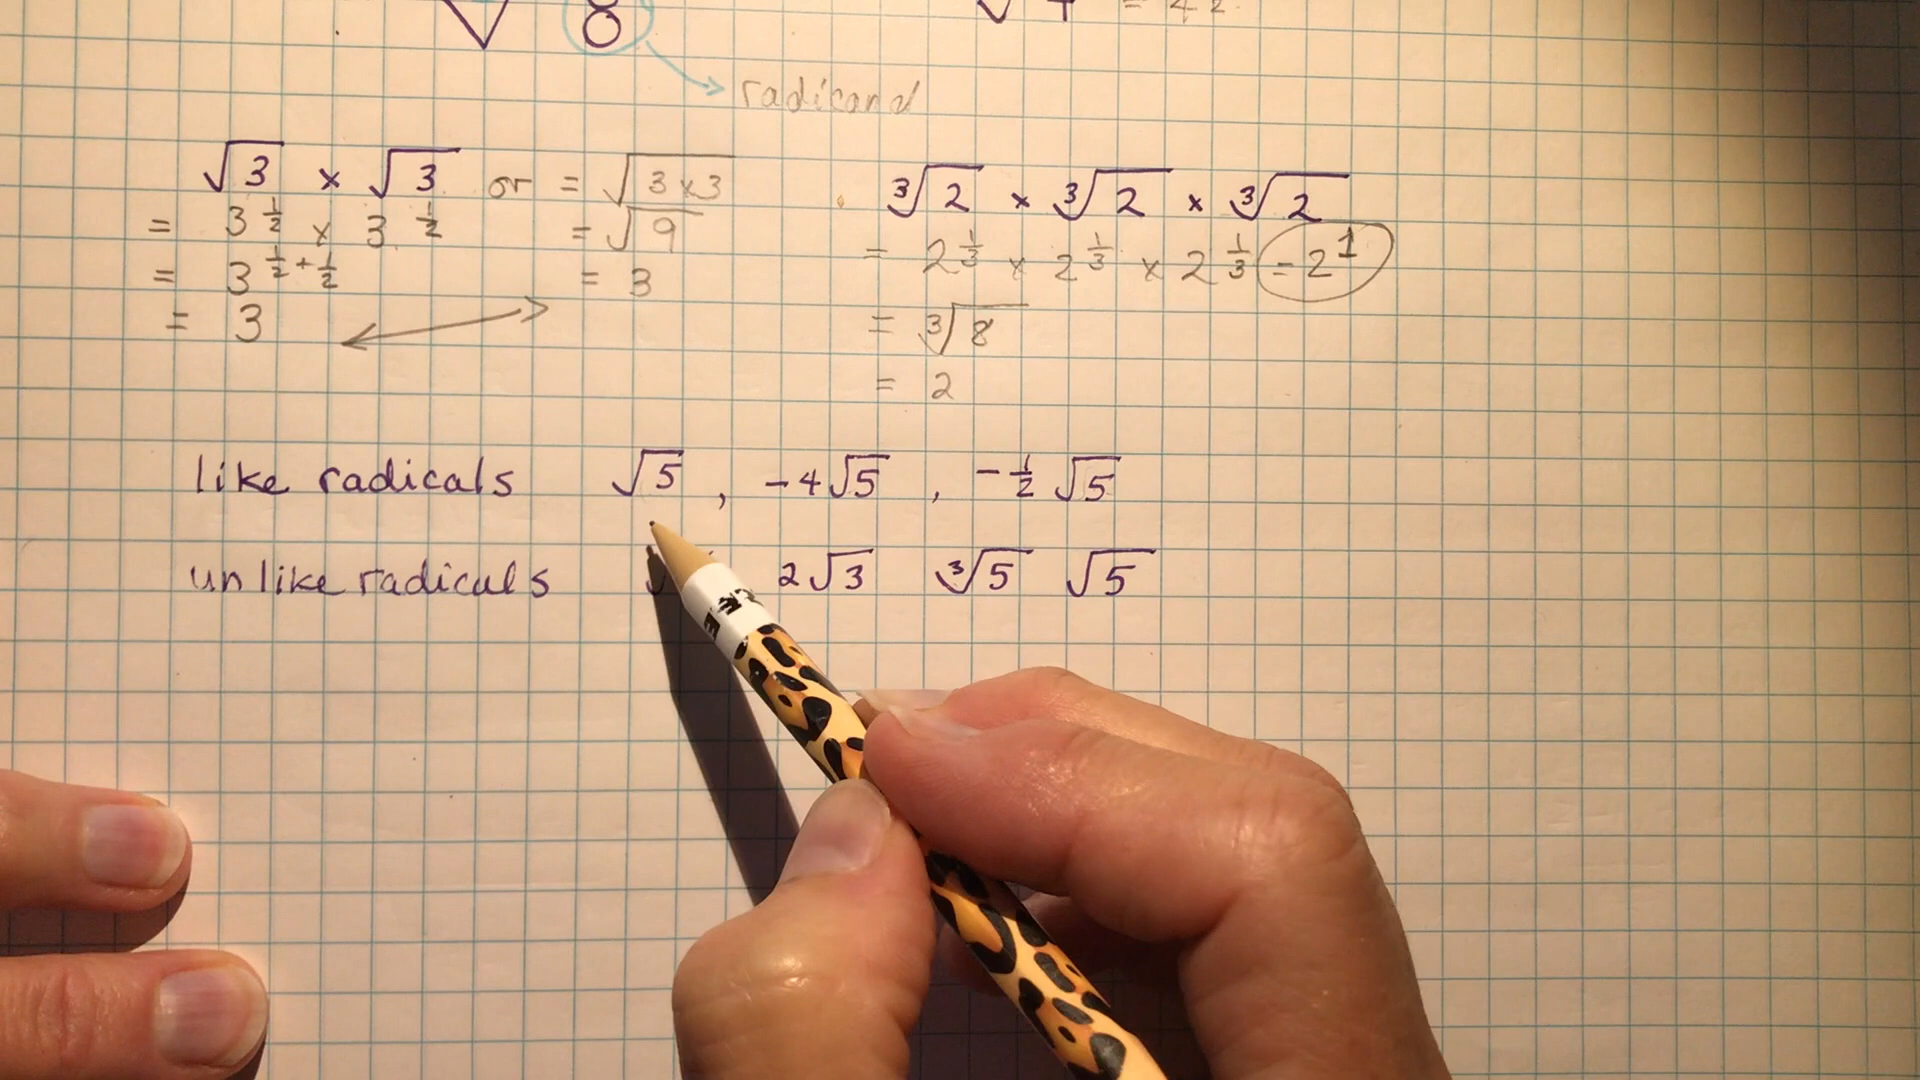 8
radicand
√3 × √3 or = √3×3
= 3^½ × 3^½ = √9
= 3^½+½ = 3
= 3
∛2 × ∛2 × ∛2
= 2^⅓ × 2^⅓ × 2^⅓ = 2^1
= ∛8
= 2
like radicals √5 , -4√5 , -½√5
unlike radicals 2√3 ∛5 √5